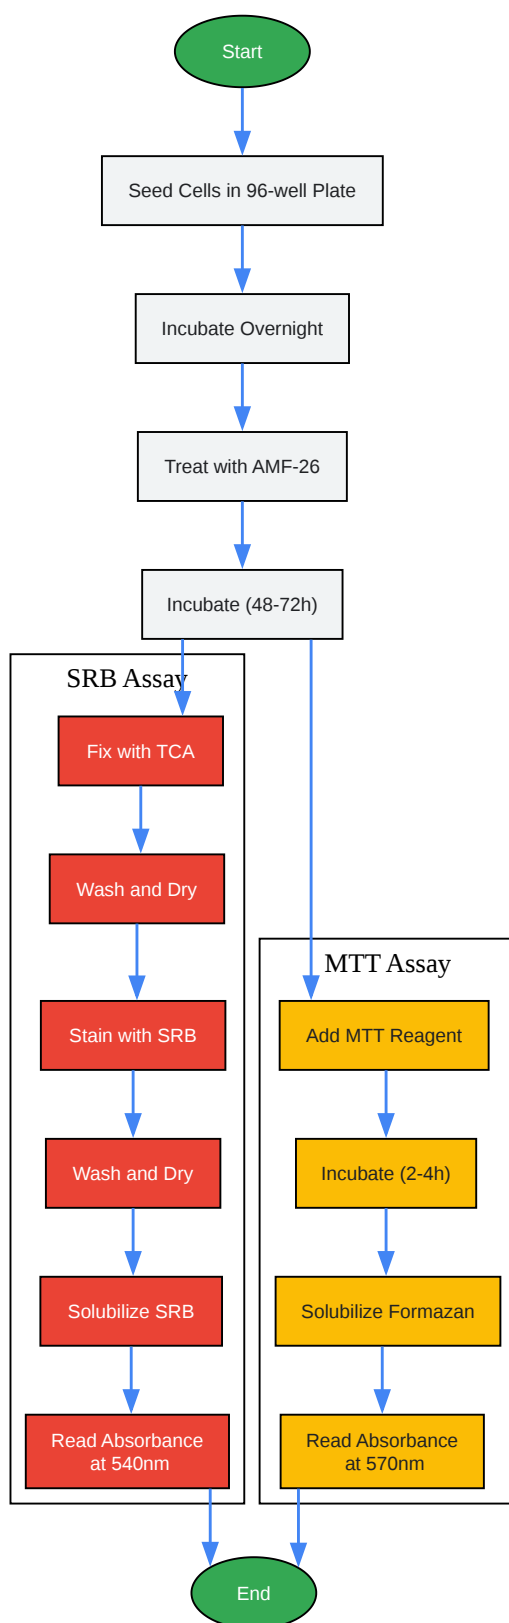 Start
Seed Cells in 96-well Plate
Incubate Overnight
Treat with AMF-26
Incubate (48-72h)
SRB Assay
Fix with TCA
Wash and Dry
Stain with SRB
Wash and Dry
Solubilize SRB
Read Absorbance
at 540nm
MTT Assay
Add MTT Reagent
Incubate (2-4h)
Solubilize Formazan
Read Absorbance
at 570nm
End